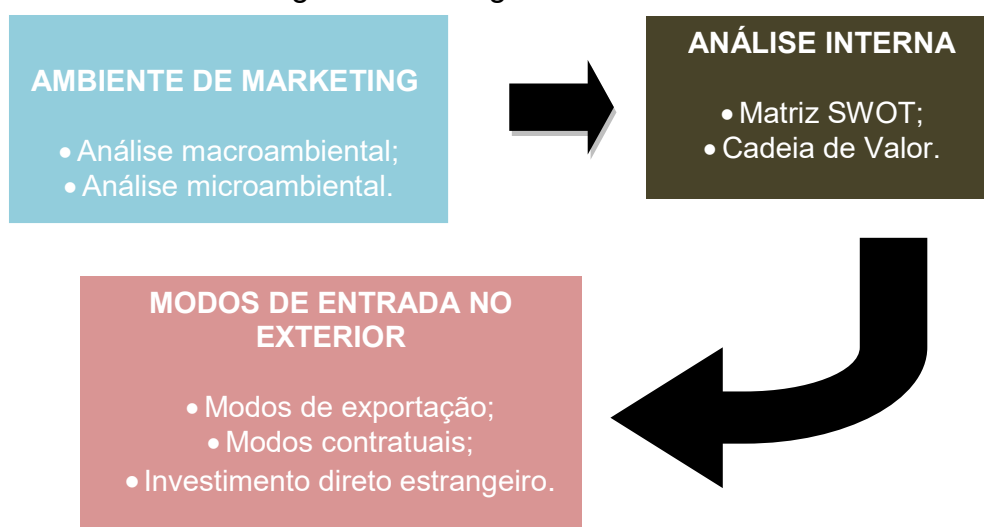 AMBIENTE DE MARKETING
• Análise macroambiental;
• Análise microambiental.
ANÁLISE INTERNA
• Matriz SWOT;
• Cadeia de Valor.
MODOS DE ENTRADA NO
EXTERIOR
• Modos de exportação;
• Modos contratuais;
• Investimento direto estrangeiro.